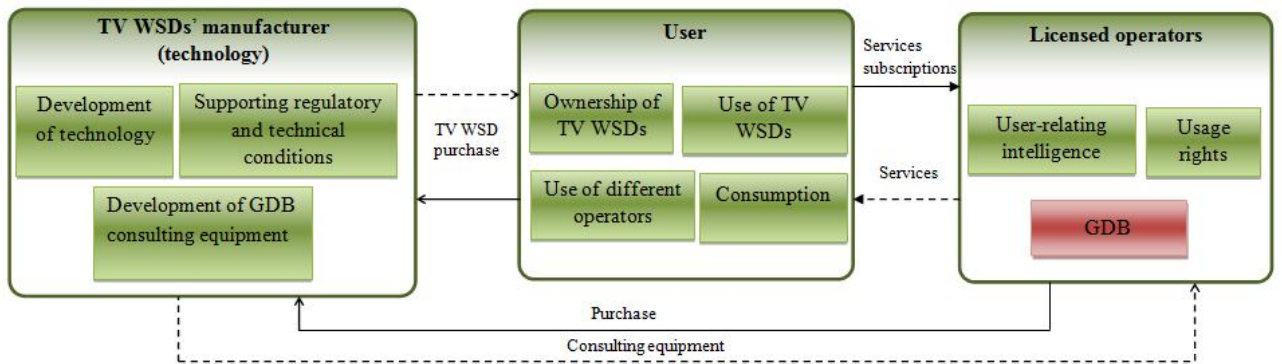 TV WSDs' manufacturer
(technology)
Development
of technology
Supporting regulatory
and technical
conditions
Development of GDB
consulting equipment
TV WSD
purchase
User
Ownership of
TV WSDs
Use of TV
WSDs
Use of different
operators
Consumption
Services
subscriptions
Services
Licensed operators
User-relating
intelligence
Usage
rights
GDB
Purchase
Consulting equipment